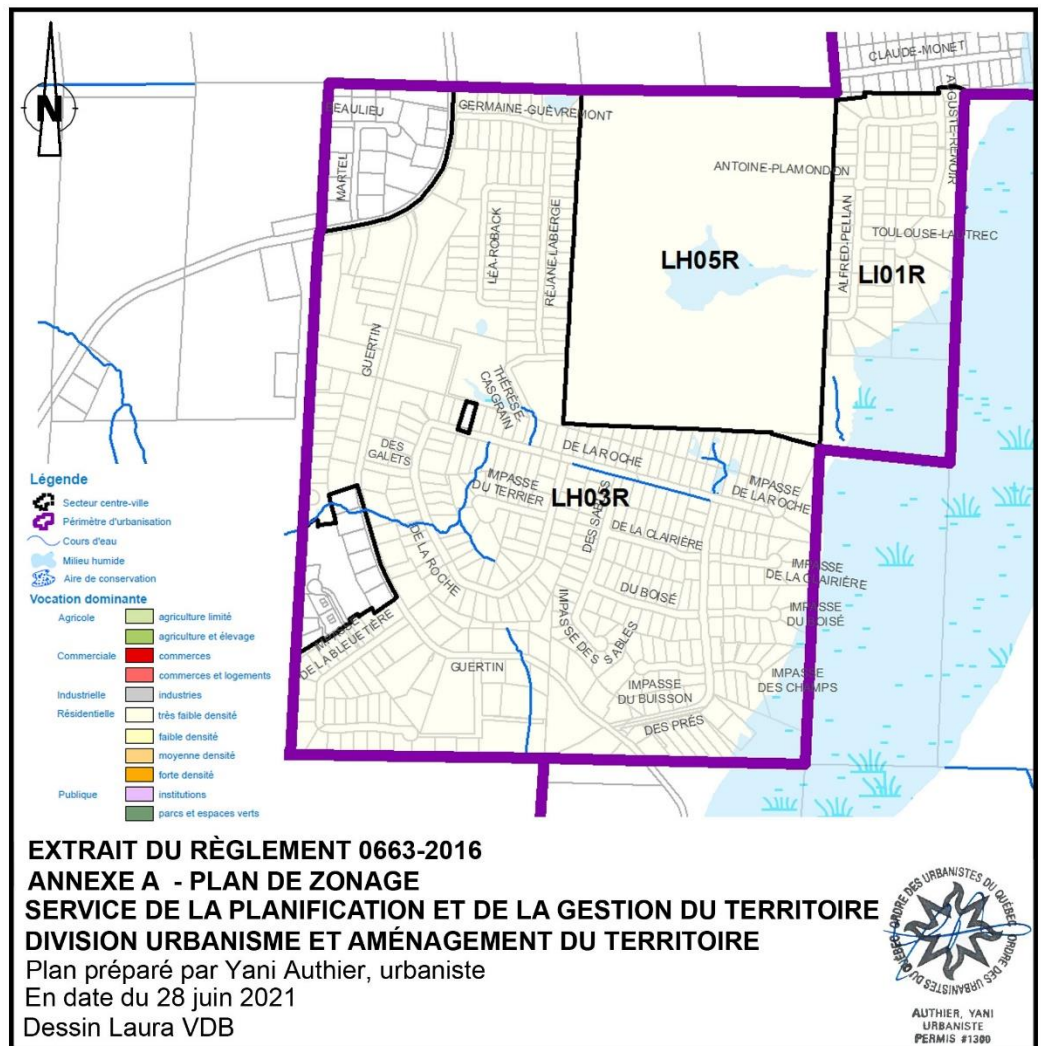 CLAUDE-MONET
AUGUSTE-RENOIR
N
BEAULIEU
GERMAINE-GUÈVREMONT
MARTEL
ANTOINE-PLAMONDON
LÉA-ROBACK
RÉJANE-LABERGE
ALFRED-PELLAN
TOULOUSE-LAUTREC
LH05R
LI01R
GUERTIN
THÉRÈSE-
CASGRAIN
DES
GALETS
DE LA ROCHE
IMPASSE
DU TERRIER
LH03R
DES SABLES
IMPASSE
DE LA ROCHE
DE LA CLAIRIÈRE
DE LA ROCHE
IMPASSE
DE LA CLAIRIÈRE
DU BOISÉ
IMPASSE
DU BOISÉ
IMPASSE DES
SABLES
IMPASSE
DE LA BLEUETIÈRE
GUERTIN
IMPASSE
DU BUISSON
IMPASSE
DES CHAMPS
DES PRÉS
Légende
Secteur centre-ville
Périmètre d'urbanisation
Cours d'eau
Milieu humide
Aire de conservation
Vocation dominante
Agricole agriculture limité
agriculture et élevage
Commerciale commerces
commerces et logements
Industrielle industries
Résidentielle très faible densité
faible densité
moyenne densité
forte densité
Publique institutions
parcs et espaces verts
EXTRAIT DU RÈGLEMENT 0663-2016
ANNEXE A - PLAN DE ZONAGE
SERVICE DE LA PLANIFICATION ET DE LA GESTION DU TERRITOIRE
DIVISION URBANISME ET AMÉNAGEMENT DU TERRITOIRE
Plan préparé par Yani Authier, urbaniste
En date du 28 juin 2021
Dessin Laura VDB
ORDRE DES URBANISTES DU QUÉBEC
ORDRE DES URBANISTES DU QUÉBEC
AUTHIER, YANI
URBANISTE
PERMIS #1300